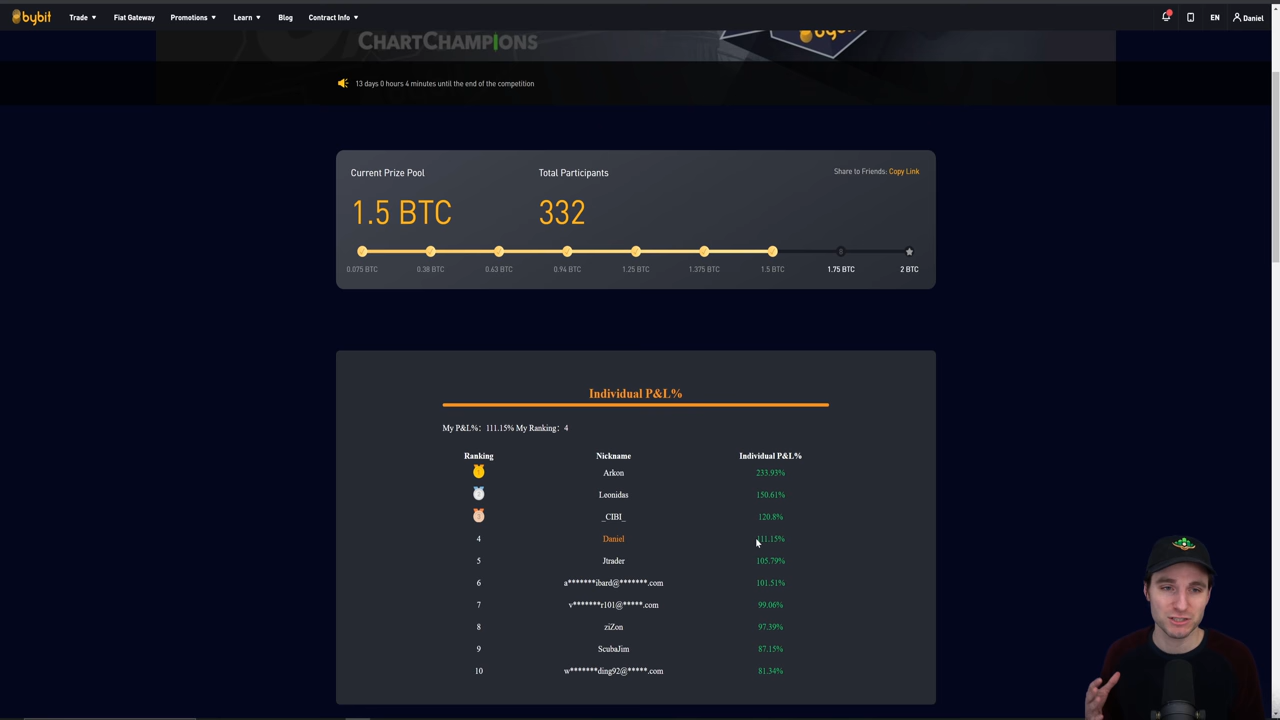 bybit Trade Fiat Gateway Promotions Learn Blog Contract Info EN Daniel
CHARTCHAMPIONS
13 days 0 hours 4 minutes until the end of the competition
Current Prize Pool Total Participants Share to Friends: Copy Link
1.5 BTC 332
0.075 BTC 0.38 BTC 0.63 BTC 0.94 BTC 1.25 BTC 1.375 BTC 1.5 BTC 1.75 BTC 2 BTC
Individual P&L%
My P&L%: 111.15% My Ranking: 4
Ranking Nickname Individual P&L%
Arkon 233.93%
Leonidas 150.61%
_CIBI_ 120.8%
4 Daniel 111.15%
5 Jtrader 105.79%
6 a*******ibard@*******.com 101.51%
7 v*******r101@*****.com 99.06%
8 ziZon 97.39%
9 ScubaJim 87.15%
10 w*******ding92@*****.com 81.34%